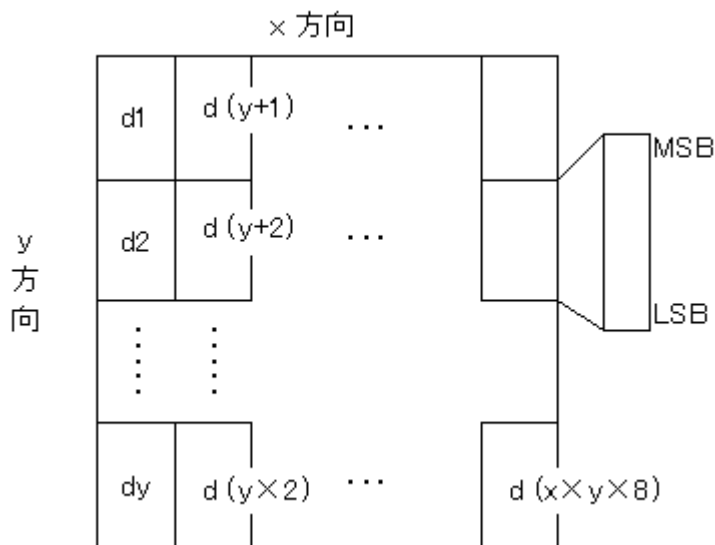 x 方向
d1 d (y+1) ...
MSB
d2 d (y+2) ...
y
方
向
LSB
dy d (y×2) ... d (x×y×8)